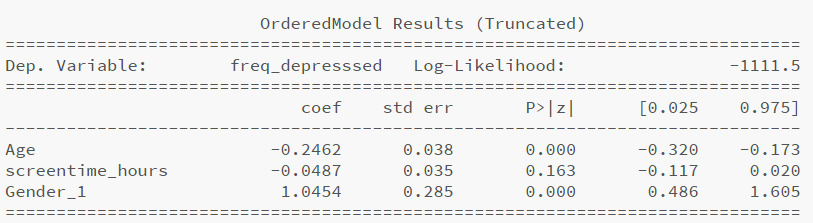 OrderedModel Results (Truncated)
==============================================================================
Dep. Variable: freq_depresssed Log-Likelihood: -1111.5
==============================================================================
coef std err P>|z| [0.025 0.975]
------------------------------------------------------------------------------
Age -0.2462 0.038 0.000 -0.320 -0.173
screentime_hours -0.0487 0.035 0.163 -0.117 0.020
Gender_1 1.0454 0.285 0.000 0.486 1.605
==============================================================================